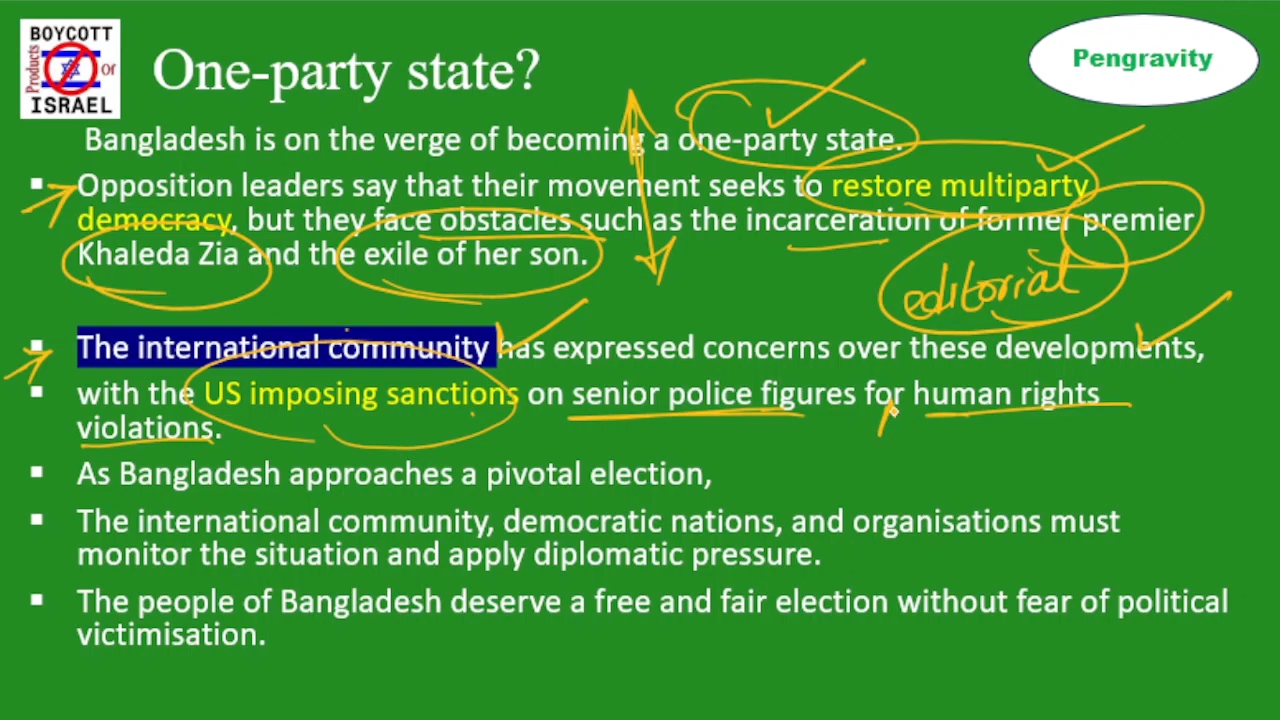 BOYCOTT
Products
or
ISRAEL
One-party state?
Pengravity
Bangladesh is on the verge of becoming a one-party state.
Opposition leaders say that their movement seeks to restore multiparty
democracy, but they face obstacles such as the incarceration of former premier
Khaleda Zia and the exile of her son.
editorial
The international community has expressed concerns over these developments,
with the US imposing sanctions on senior police figures for human rights
violations.
As Bangladesh approaches a pivotal election,
The international community, democratic nations, and organisations must
monitor the situation and apply diplomatic pressure.
The people of Bangladesh deserve a free and fair election without fear of political
victimisation.